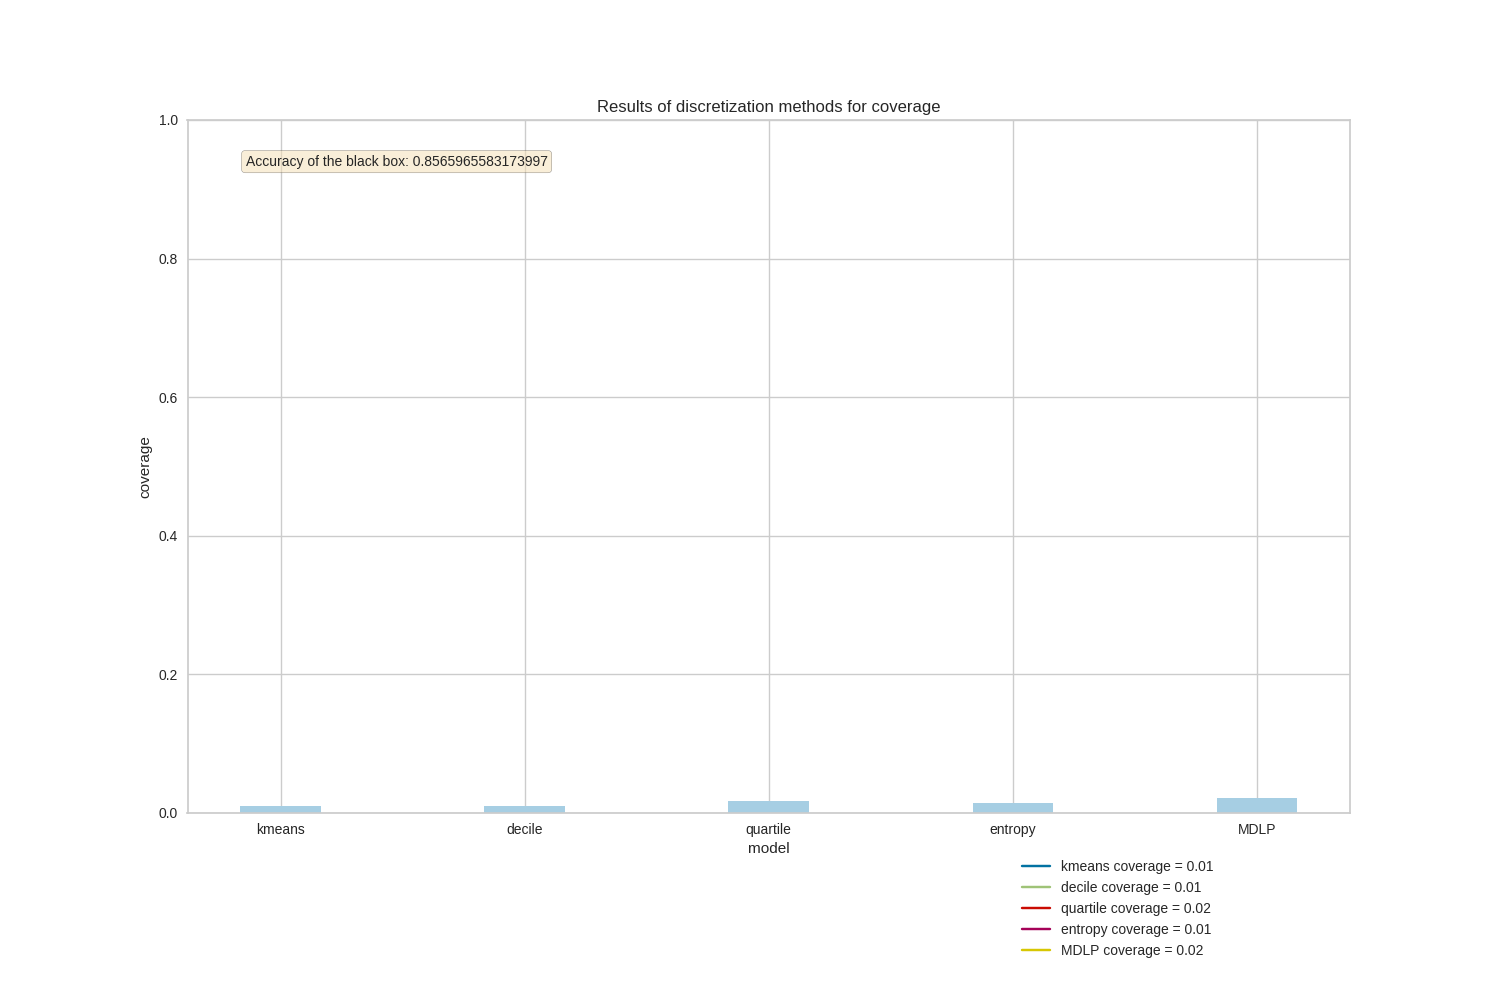 Results of discretization methods for coverage
1.0
Accuracy of the black box: 0.8565965583173997
0.8
0.6
coverage
0.4
0.2
0.0
kmeans decile quartile entropy MDLP
model
kmeans coverage = 0.01
decile coverage = 0.01
quartile coverage = 0.02
entropy coverage = 0.01
MDLP coverage = 0.02